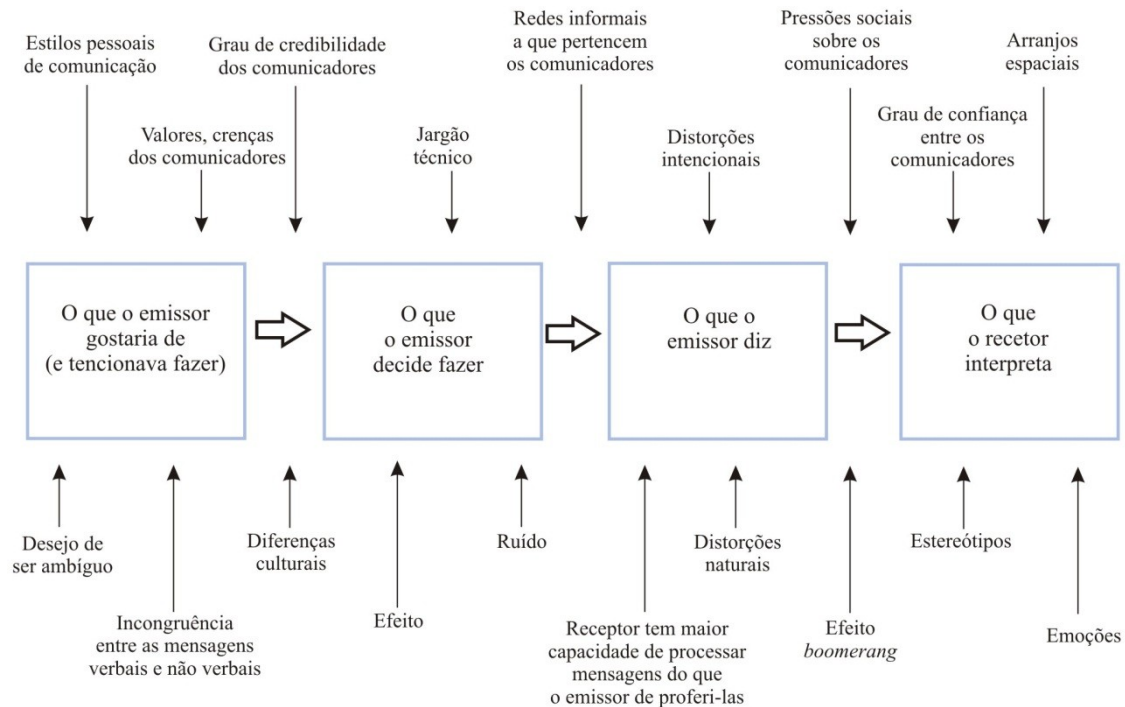 Estilos pessoais
de comunicação
Grau de credibilidade
dos comunicadores
Redes informais
a que pertencem
os comunicadores
Pressões sociais
sobre os
comunicadores
Arranjos
espaciais
Valores, crenças
dos comunicadores
Jargão
técnico
Distorções
intencionais
Grau de confiança
entre os
comunicadores
O que o emissor
gostaria de
(e tencionava fazer)
O que
o emissor
decide fazer
O que o
emissor diz
O que
o recetor
interpreta
Desejo de
ser ambíguo
Incongruência
entre as mensagens
verbais e não verbais
Diferenças
culturais
Efeito
Ruído
Receptor tem maior
capacidade de processar
mensagens do que
o emissor de proferi-las
Distorções
naturais
Efeito
boomerang
Estereótipos
Emoções